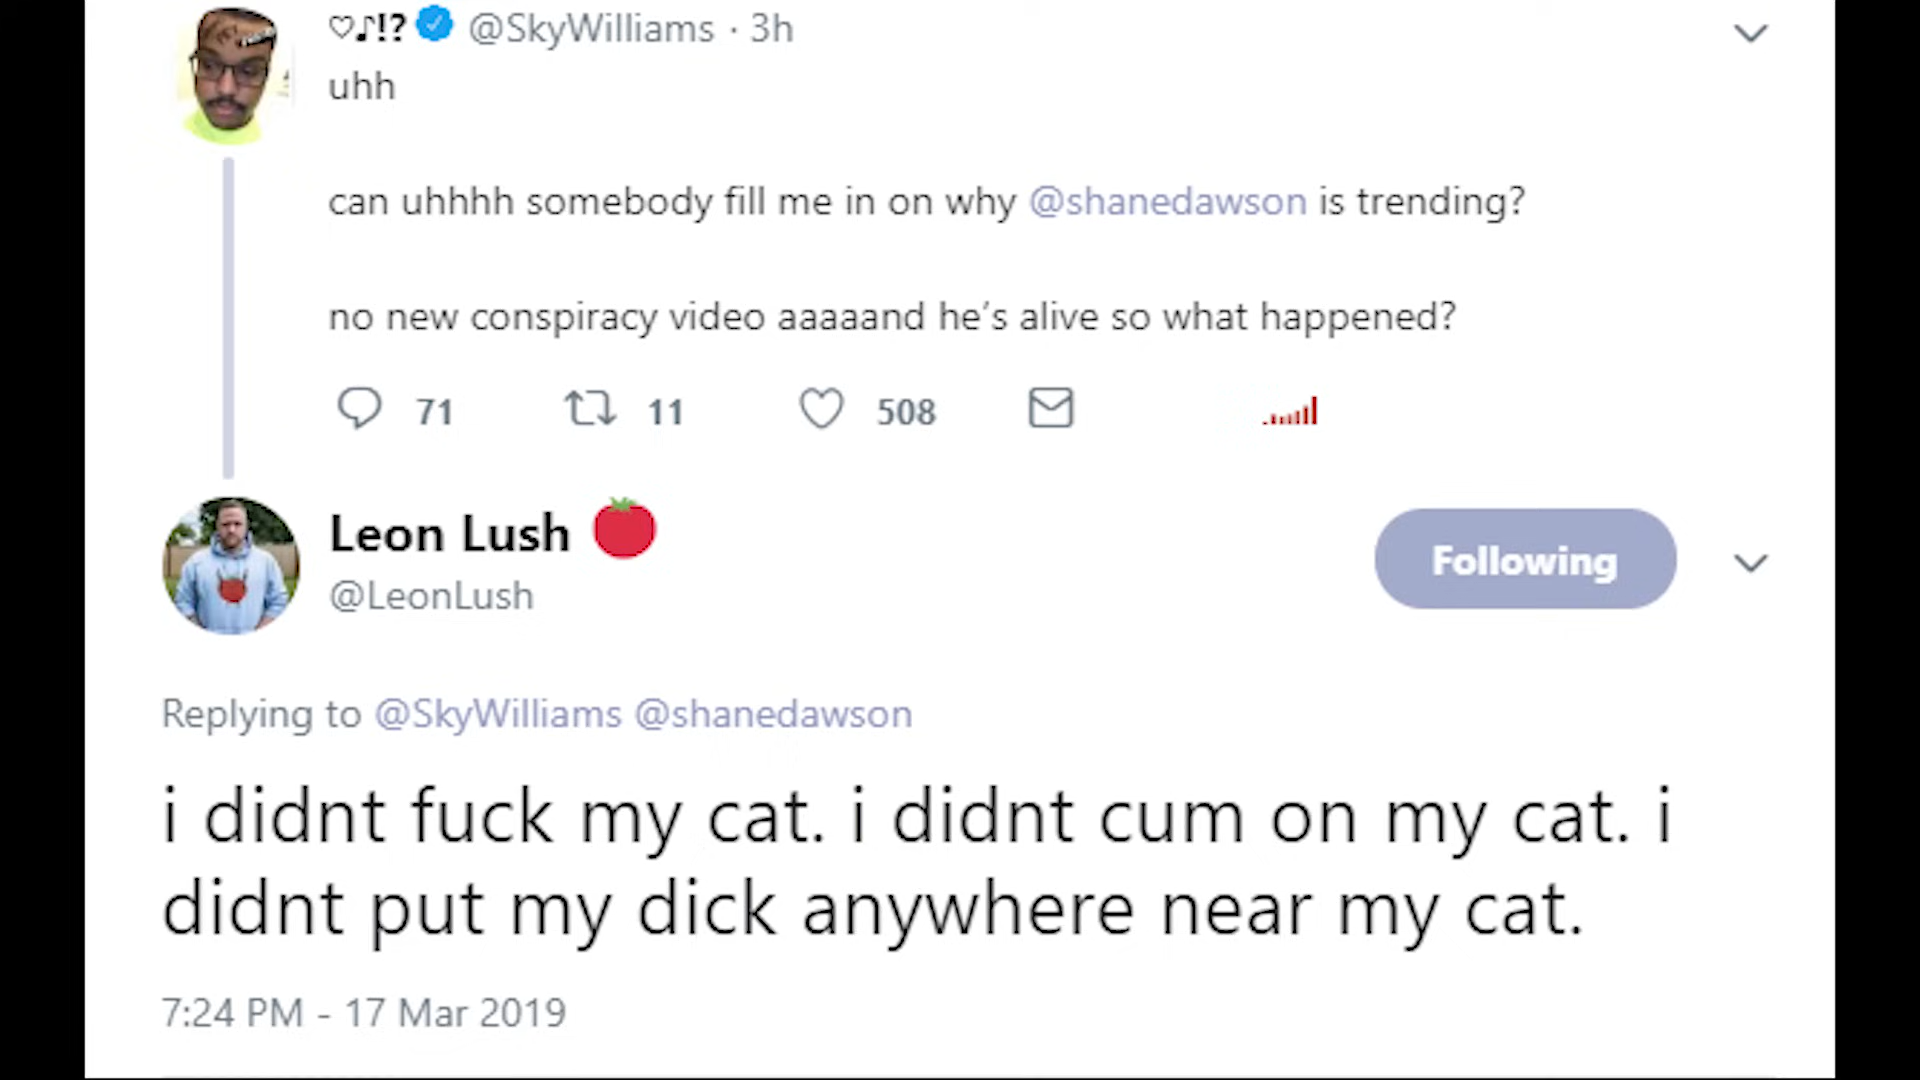 ♡♪!? @SkyWilliams · 3h
uhh
can uhhhh somebody fill me in on why @shanedawson is trending?
no new conspiracy video aaaaand he's alive so what happened?
71 11 508
Leon Lush 🍅
@LeonLush
Following
Replying to @SkyWilliams @shanedawson
i didnt fuck my cat. i didnt cum on my cat. i
didnt put my dick anywhere near my cat.
7:24 PM - 17 Mar 2019